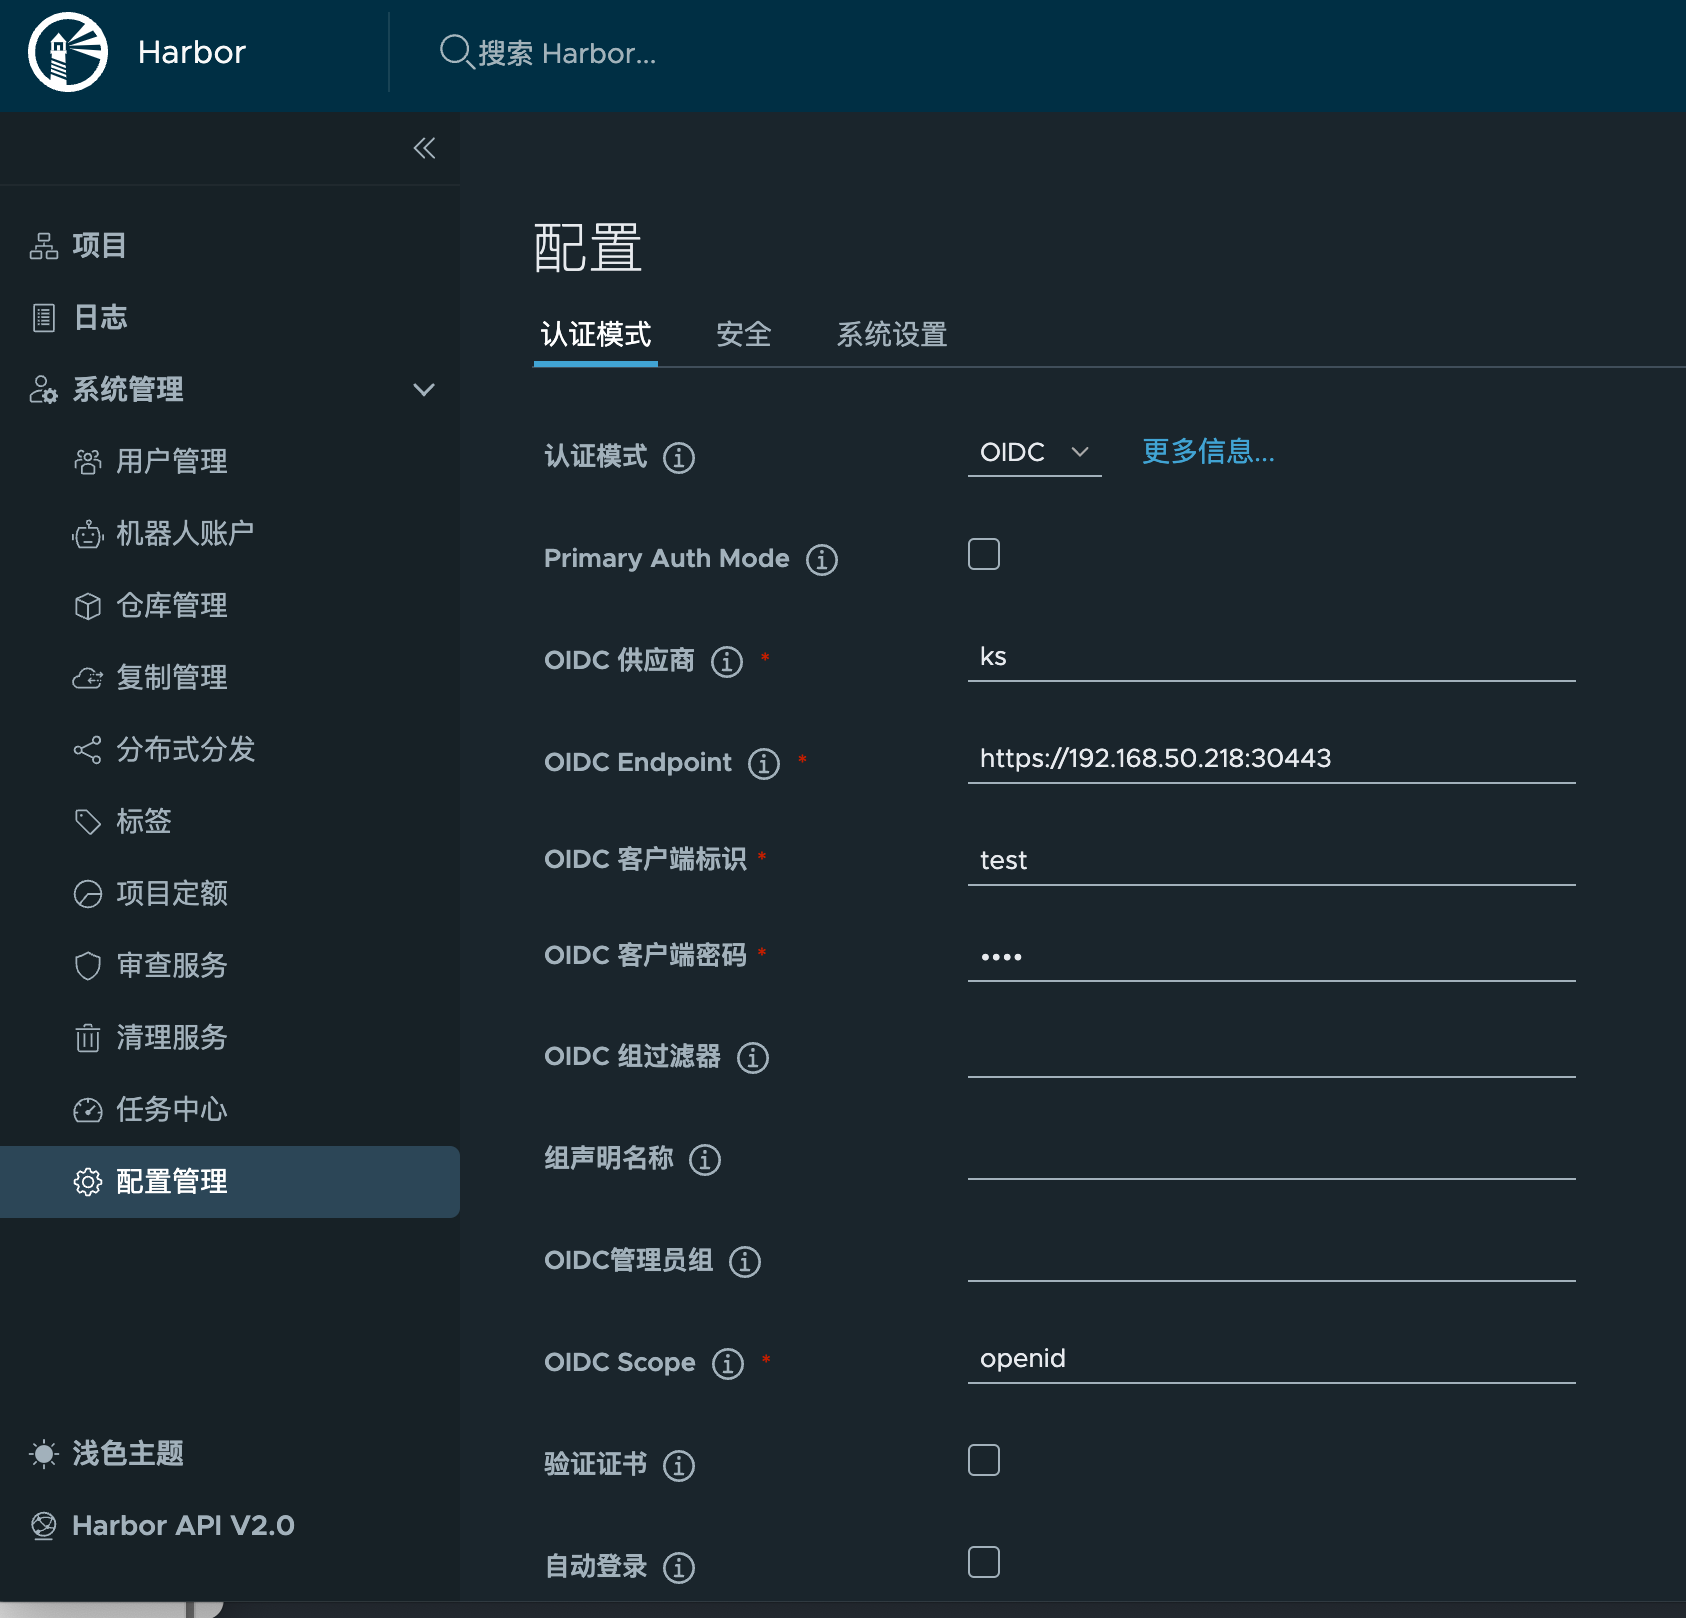 Harbor
搜索 Harbor...
项目
日志
系统管理
用户管理
机器人账户
仓库管理
复制管理
分布式分发
标签
项目定额
审查服务
清理服务
任务中心
配置管理
浅色主题
Harbor API V2.0
配置
认证模式 安全 系统设置
认证模式 OIDC 更多信息...
Primary Auth Mode
OIDC 供应商 * ks
OIDC Endpoint * https://192.168.50.218:30443
OIDC 客户端标识 * test
OIDC 客户端密码 * ••••
OIDC 组过滤器
组声明名称
OIDC管理员组
OIDC Scope * openid
验证证书
自动登录